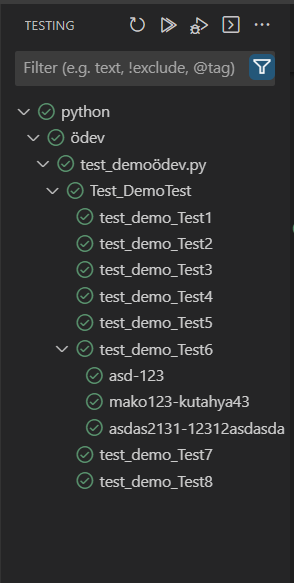 TESTING
Filter (e.g. text, !exclude, @tag)
python
ödev
test_demoödev.py
Test_DemoTest
test_demo_Test1
test_demo_Test2
test_demo_Test3
test_demo_Test4
test_demo_Test5
test_demo_Test6
asd-123
mako123-kutahya43
asdas2131-12312asdasda
test_demo_Test7
test_demo_Test8